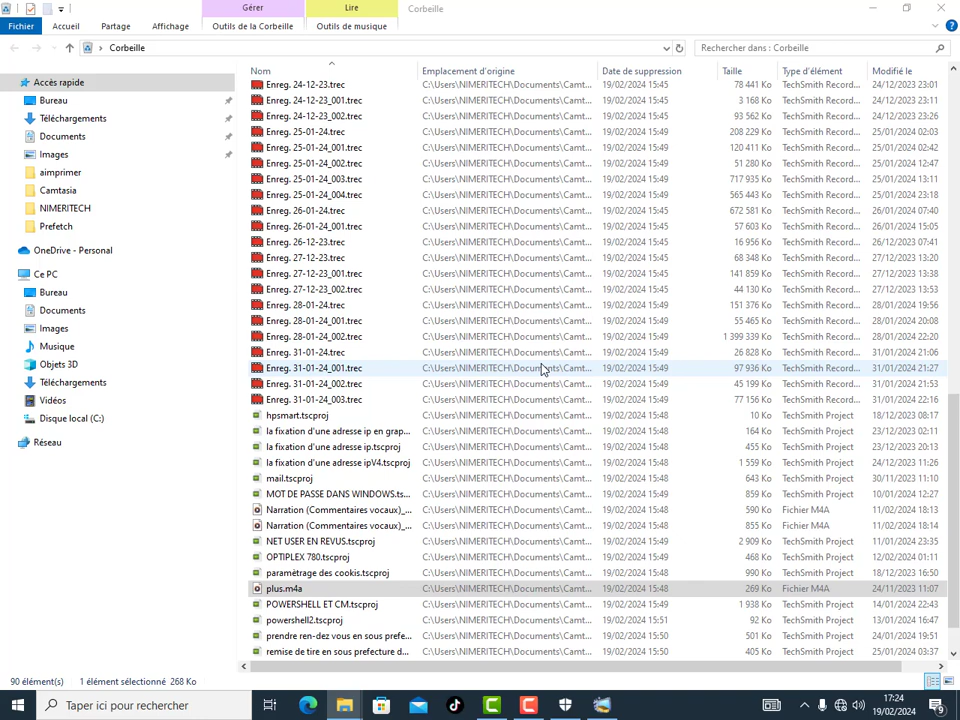 Gérer
Lire
Corbeille
Fichier
Accueil
Partage
Affichage
Outils de la Corbeille
Outils de musique
Corbeille
Rechercher dans : Corbeille
Nom
Emplacement d'origine
Date de suppression
Taille
Type d'élément
Modifié le
Accès rapide
Bureau
Téléchargements
Documents
Images
aimprimer
Camtasia
NIMERITECH
Prefetch
OneDrive - Personal
Ce PC
Bureau
Documents
Images
Musique
Objets 3D
Téléchargements
Vidéos
Disque local (C:)
Réseau
Enreg. 24-12-23.trec C:\Users\NIMERITECH\Documents\Camt... 19/02/2024 15:45 78 441 Ko TechSmith Record... 24/12/2023 23:01
Enreg. 24-12-23_001.trec C:\Users\NIMERITECH\Documents\Camt... 19/02/2024 15:45 3 168 Ko TechSmith Record... 24/12/2023 23:11
Enreg. 24-12-23_002.trec C:\Users\NIMERITECH\Documents\Camt... 19/02/2024 15:45 93 562 Ko TechSmith Record... 24/12/2023 23:26
Enreg. 25-01-24.trec C:\Users\NIMERITECH\Documents\Camt... 19/02/2024 15:49 208 229 Ko TechSmith Record... 25/01/2024 02:03
Enreg. 25-01-24_001.trec C:\Users\NIMERITECH\Documents\Camt... 19/02/2024 15:49 120 411 Ko TechSmith Record... 25/01/2024 02:42
Enreg. 25-01-24_002.trec C:\Users\NIMERITECH\Documents\Camt... 19/02/2024 15:49 51 280 Ko TechSmith Record... 25/01/2024 12:47
Enreg. 25-01-24_003.trec C:\Users\NIMERITECH\Documents\Camt... 19/02/2024 15:49 717 935 Ko TechSmith Record... 25/01/2024 13:11
Enreg. 25-01-24_004.trec C:\Users\NIMERITECH\Documents\Camt... 19/02/2024 15:49 565 443 Ko TechSmith Record... 25/01/2024 23:18
Enreg. 26-01-24.trec C:\Users\NIMERITECH\Documents\Camt... 19/02/2024 15:49 672 581 Ko TechSmith Record... 26/01/2024 07:40
Enreg. 26-01-24_001.trec C:\Users\NIMERITECH\Documents\Camt... 19/02/2024 15:49 57 603 Ko TechSmith Record... 26/01/2024 15:05
Enreg. 26-12-23.trec C:\Users\NIMERITECH\Documents\Camt... 19/02/2024 15:49 16 956 Ko TechSmith Record... 26/12/2023 07:41
Enreg. 27-12-23.trec C:\Users\NIMERITECH\Documents\Camt... 19/02/2024 15:49 68 348 Ko TechSmith Record... 27/12/2023 13:20
Enreg. 27-12-23_001.trec C:\Users\NIMERITECH\Documents\Camt... 19/02/2024 15:49 141 859 Ko TechSmith Record... 27/12/2023 13:38
Enreg. 27-12-23_002.trec C:\Users\NIMERITECH\Documents\Camt... 19/02/2024 15:49 44 130 Ko TechSmith Record... 27/12/2023 13:53
Enreg. 28-01-24.trec C:\Users\NIMERITECH\Documents\Camt... 19/02/2024 15:49 151 376 Ko TechSmith Record... 28/01/2024 19:56
Enreg. 28-01-24_001.trec C:\Users\NIMERITECH\Documents\Camt... 19/02/2024 15:49 55 465 Ko TechSmith Record... 28/01/2024 20:08
Enreg. 28-01-24_002.trec C:\Users\NIMERITECH\Documents\Camt... 19/02/2024 15:49 1 399 339 Ko TechSmith Record... 28/01/2024 22:20
Enreg. 31-01-24.trec C:\Users\NIMERITECH\Documents\Camt... 19/02/2024 15:49 26 828 Ko TechSmith Record... 31/01/2024 21:06
Enreg. 31-01-24_001.trec C:\Users\NIMERITECH\Documents\Camt... 19/02/2024 15:49 97 936 Ko TechSmith Record... 31/01/2024 21:27
Enreg. 31-01-24_002.trec C:\Users\NIMERITECH\Documents\Camt... 19/02/2024 15:49 45 199 Ko TechSmith Record... 31/01/2024 21:53
Enreg. 31-01-24_003.trec C:\Users\NIMERITECH\Documents\Camt... 19/02/2024 15:49 77 156 Ko TechSmith Record... 31/01/2024 22:16
hpsmart.tscproj C:\Users\NIMERITECH\Documents\Camt... 19/02/2024 15:48 10 Ko TechSmith Project 18/12/2023 08:17
la fixation d'une adresse ip en grap... C:\Users\NIMERITECH\Documents\Camt... 19/02/2024 15:48 164 Ko TechSmith Project 23/12/2023 02:11
la fixation d'une adresse ip.tscproj C:\Users\NIMERITECH\Documents\Camt... 19/02/2024 15:48 455 Ko TechSmith Project 23/12/2023 20:13
la fixation d'une adresse ipV4.tscproj C:\Users\NIMERITECH\Documents\Camt... 19/02/2024 15:48 1 559 Ko TechSmith Project 24/12/2023 11:26
mail.tscproj C:\Users\NIMERITECH\Documents\Camt... 19/02/2024 15:48 643 Ko TechSmith Project 30/11/2023 11:10
MOT DE PASSE DANS WINDOWS.ts... C:\Users\NIMERITECH\Documents\Camt... 19/02/2024 15:48 859 Ko TechSmith Project 10/01/2024 12:27
Narration (Commentaires vocaux)_... C:\Users\NIMERITECH\Documents\Camt... 19/02/2024 15:48 590 Ko Fichier M4A 11/02/2024 18:13
Narration (Commentaires vocaux)_... C:\Users\NIMERITECH\Documents\Camt... 19/02/2024 15:48 855 Ko Fichier M4A 11/02/2024 18:14
NET USER EN REVUS.tscproj C:\Users\NIMERITECH\Documents\Camt... 19/02/2024 15:48 2 909 Ko TechSmith Project 11/01/2024 23:35
OPTIPLEX 780.tscproj C:\Users\NIMERITECH\Documents\Camt... 19/02/2024 15:48 468 Ko TechSmith Project 12/02/2024 01:11
paramétrage des cookis.tscproj C:\Users\NIMERITECH\Documents\Camt... 19/02/2024 15:48 990 Ko TechSmith Project 18/12/2023 16:50
plus.m4a C:\Users\NIMERITECH\Documents\Camt... 19/02/2024 15:48 269 Ko Fichier M4A 24/11/2023 11:07
POWERSHELL ET CM.tscproj C:\Users\NIMERITECH\Documents\Camt... 19/02/2024 15:48 1 938 Ko TechSmith Project 14/01/2024 22:43
powershell2.tscproj C:\Users\NIMERITECH\Documents\Camt... 19/02/2024 15:51 92 Ko TechSmith Project 13/01/2024 16:47
prendre ren-dez vous en sous prefe... C:\Users\NIMERITECH\Documents\Camt... 19/02/2024 15:50 501 Ko TechSmith Project 24/01/2024 19:51
remise de tire en sous prefecture d... C:\Users\NIMERITECH\Documents\Camt... 19/02/2024 15:50 405 Ko TechSmith Project 25/01/2024 03:37
90 élément(s)
1 élément sélectionné 268 Ko
Taper ici pour rechercher
17:24
19/02/2024
9